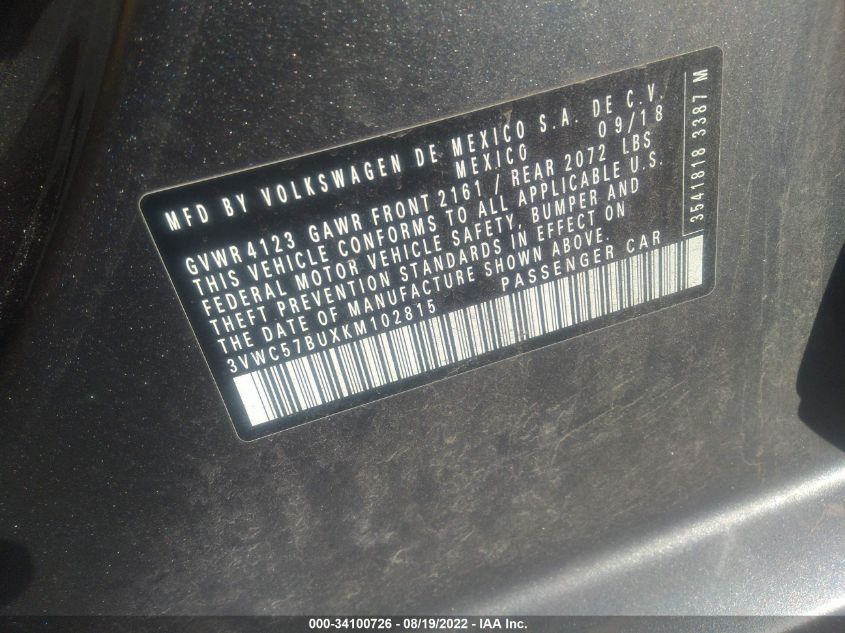 MFD BY VOLKSWAGEN DE MEXICO S.A. DE C.V.
MEXICO 09/18
GVWR 4123 GAWR FRONT 2161 / REAR 2072 LBS
THIS VEHICLE CONFORMS TO ALL APPLICABLE U.S.
FEDERAL MOTOR VEHICLE SAFETY, BUMPER AND
THEFT PREVENTION STANDARDS IN EFFECT ON
THE DATE OF MANUFACTURE SHOWN ABOVE.
3VWC57BUXKM102815 PASSENGER CAR
3541818 3387 M
000-34100726 - 08/19/2022 - IAA Inc.